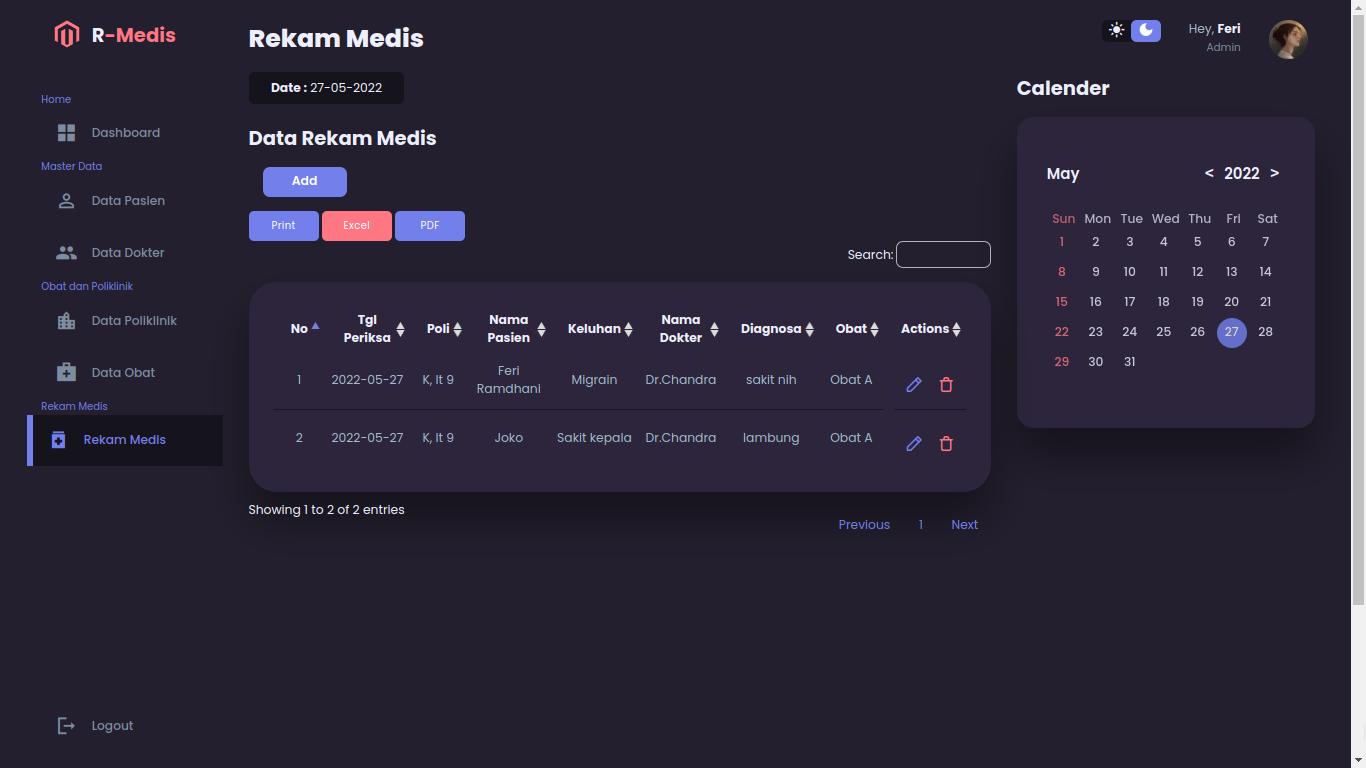 R-Medis
Home
Dashboard
Master Data
Data Pasien
Data Dokter
Obat dan Poliklinik
Data Poliklinik
Data Obat
Rekam Medis
Rekam Medis
Logout
Rekam Medis
Date : 27-05-2022
Data Rekam Medis
Add
Print Excel PDF
Search:
No Tgl Periksa Poli Nama Pasien Keluhan Nama Dokter Diagnosa Obat Actions
1 2022-05-27 K, lt 9 Feri Ramdhani Migrain Dr.Chandra sakit nih Obat A
2 2022-05-27 K, lt 9 Joko Sakit kepala Dr.Chandra lambung Obat A
Showing 1 to 2 of 2 entries
Previous 1 Next
Hey, Feri
Admin
Calender
May < 2022 >
Sun Mon Tue Wed Thu Fri Sat
1 2 3 4 5 6 7
8 9 10 11 12 13 14
15 16 17 18 19 20 21
22 23 24 25 26 27 28
29 30 31